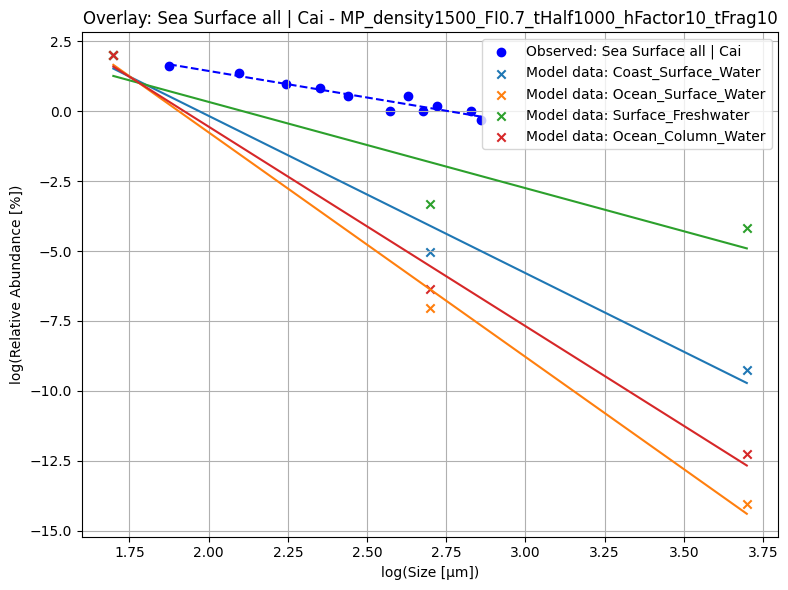 Overlay: Sea Surface all | Cai - MP_density1500_FI0.7_tHalf1000_hFactor10_tFrag10
Observed: Sea Surface all | Cai
Model data: Coast_Surface_Water
Model data: Ocean_Surface_Water
Model data: Surface_Freshwater
Model data: Ocean_Column_Water
log(Relative Abundance [%])
2.5
0.0
−2.5
−5.0
−7.5
−10.0
−12.5
−15.0
1.75 2.00 2.25 2.50 2.75 3.00 3.25 3.50 3.75
log(Size [μm])